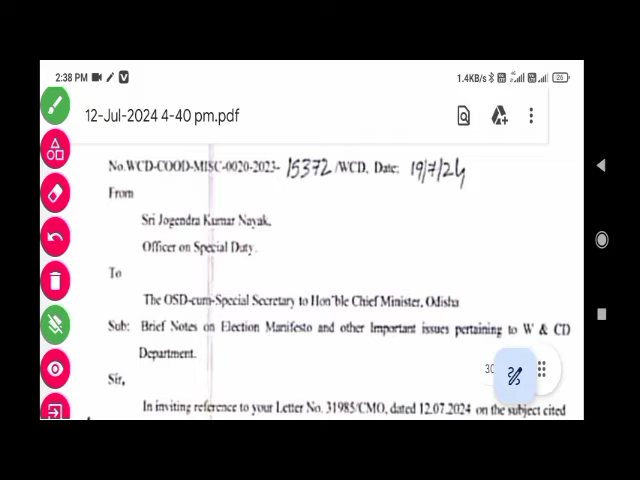 2:38 PM
1.4KB/s 26
12-Jul-2024 4-40 pm.pdf
No.WCD-COOD-MISC-0020-2023- 15372 /WCD, Date: 19/7/24
From
Sri Jogendra Kumar Nayak,
Officer on Special Duty.
To
The OSD-cum-Special Secretary to Hon'ble Chief Minister, Odisha
Sub: Brief Notes on Election Manifesto and other Important issues pertaining to W & CD
Department.
30
Sir,
In inviting reference to your Letter No. 31985/CMO, dated 12.07.2024 on the subject cited